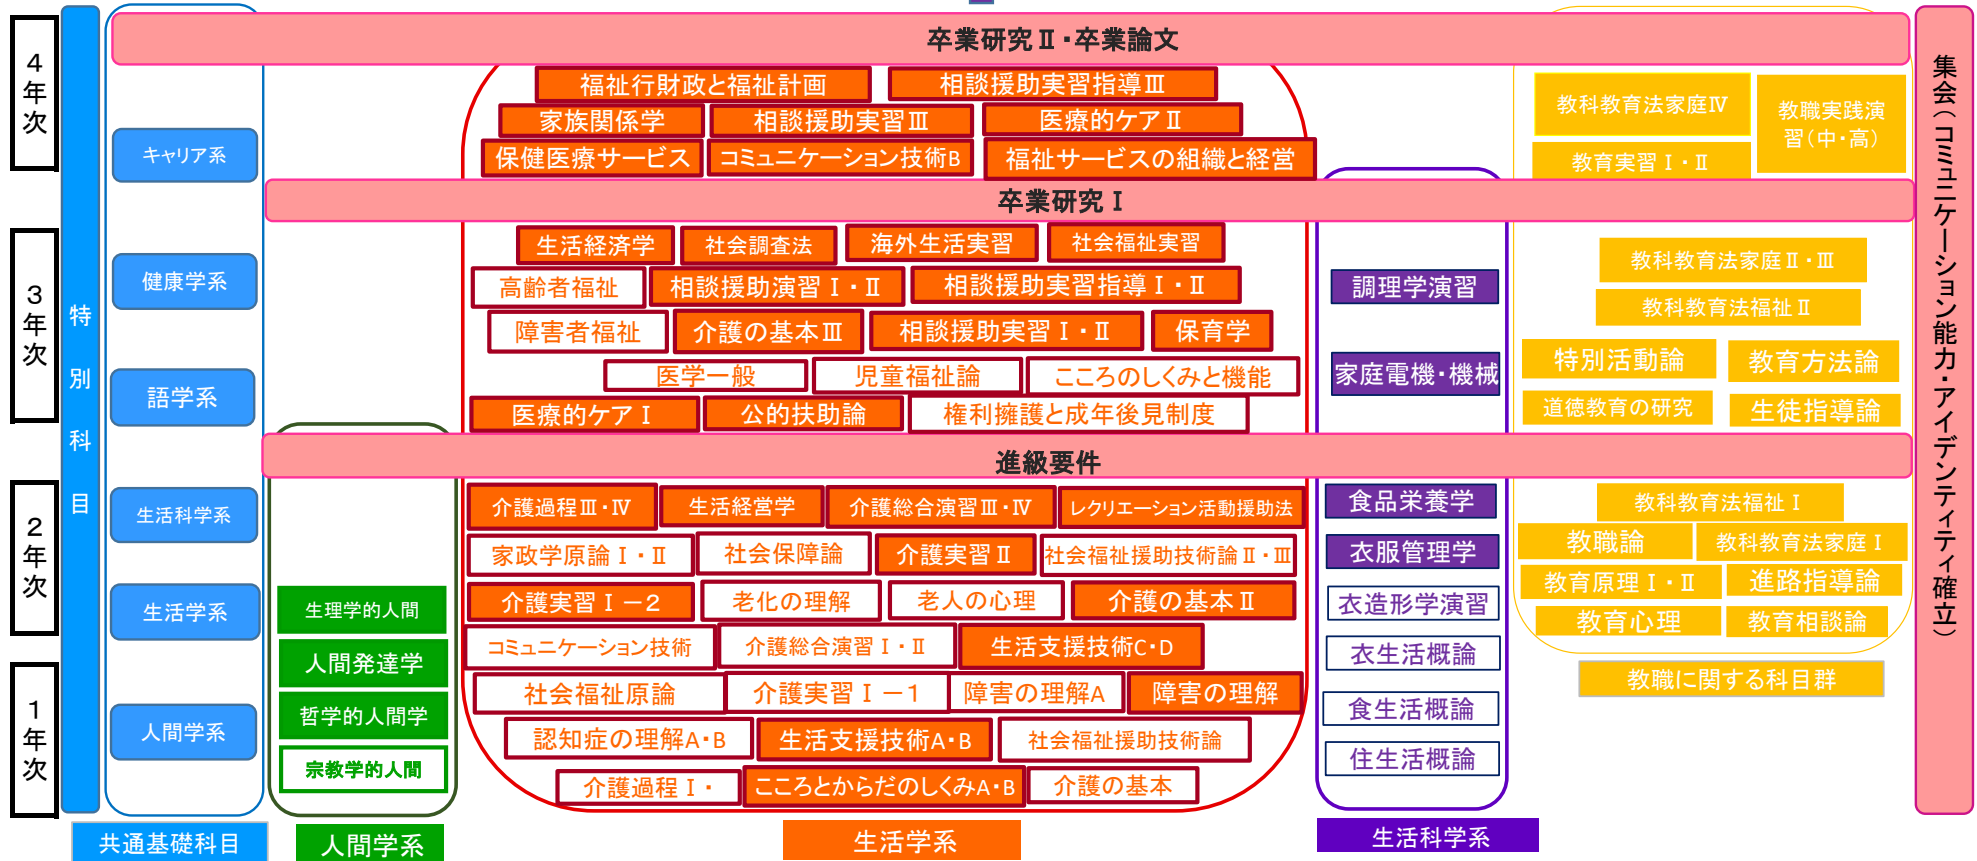 4年次
3年次
2年次
1年次
特別科目
キャリア系
健康学系
語学系
生活科学系
生活学系
人間学系
共通基礎科目
卒業研究Ⅱ・卒業論文
福祉行財政と福祉計画 相談援助実習指導Ⅲ
家族関係学 相談援助実習Ⅲ 医療的ケアⅡ
保健医療サービス コミュニケーション技術B 福祉サービスの組織と経営
卒業研究Ⅰ
生活経済学 社会調査法 海外生活実習 社会福祉実習
高齢者福祉 相談援助演習Ⅰ・Ⅱ 相談援助実習指導Ⅰ・Ⅱ
障害者福祉 介護の基本Ⅲ 相談援助実習Ⅰ・Ⅱ 保育学
医学一般 児童福祉論 こころのしくみと機能
医療的ケアⅠ 公的扶助論 権利擁護と成年後見制度
進級要件
介護過程Ⅲ・Ⅳ 生活経営学 介護総合演習Ⅲ・Ⅳ レクリエーション活動援助法
家政学原論Ⅰ・Ⅱ 社会保障論 介護実習Ⅱ 社会福祉援助技術論Ⅱ・Ⅲ
介護実習Ⅰ－2 老化の理解 老人の心理 介護の基本Ⅱ
コミュニケーション技術 介護総合演習Ⅰ・Ⅱ 生活支援技術C・D
社会福祉原論 介護実習Ⅰ－1 障害の理解A 障害の理解
認知症の理解A・B 生活支援技術A・B 社会福祉援助技術論
介護過程Ⅰ・ こころとからだのしくみA・B 介護の基本
生活学系
生理学的人間
人間発達学
哲学的人間学
宗教学的人間
人間学系
調理学演習
家庭電機・機械
食品栄養学
衣服管理学
衣造形学演習
衣生活概論
食生活概論
住生活概論
生活科学系
教科教育法家庭Ⅳ
教職実践演
習(中・高)
教育実習Ⅰ・Ⅱ
教科教育法家庭Ⅱ・Ⅲ
教科教育法福祉Ⅱ
特別活動論 教育方法論
道徳教育の研究 生徒指導論
教科教育法福祉Ⅰ
教職論 教科教育法家庭Ⅰ
教育原理Ⅰ・Ⅱ 進路指導論
教育心理 教育相談論
教職に関する科目群
集会(コミュニケーション能力・アイデンティティ確立)